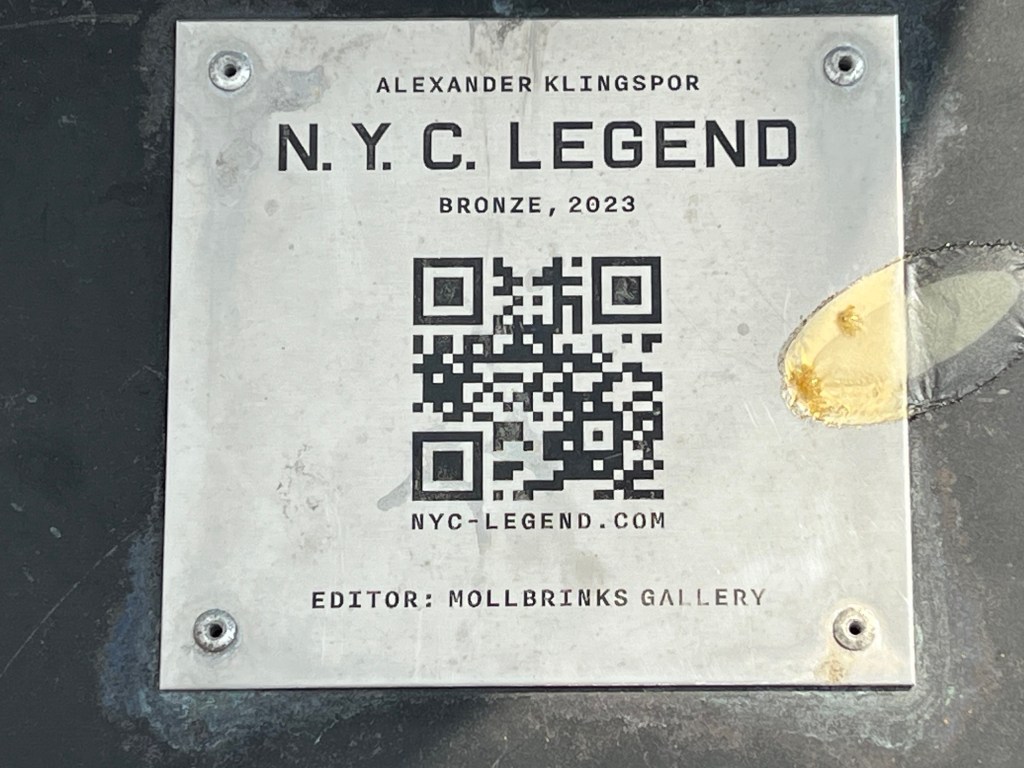 ALEXANDER KLINGSPOR
N. Y. C. LEGEND
BRONZE, 2023
NYC-LEGEND.COM
EDITOR: MOLLBRINKS GALLERY